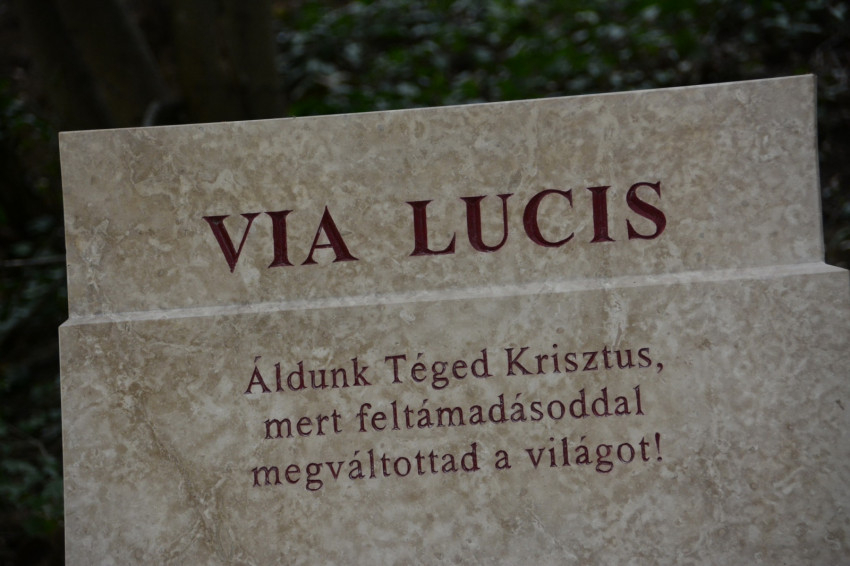 VIA LUCIS
Áldunk Téged Krisztus,
mert feltámadásoddal
megváltottad a világot!